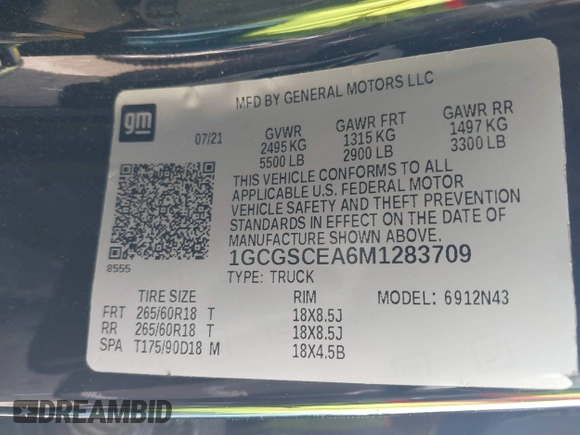 MFD BY GENERAL MOTORS LLC
gm
07/21
GVWR GAWR FRT GAWR RR
2495 KG 1315 KG 1497 KG
5500 LB 2900 LB 3300 LB
THIS VEHICLE CONFORMS TO ALL
APPLICABLE U.S. FEDERAL MOTOR
VEHICLE SAFETY AND THEFT PREVENTION
STANDARDS IN EFFECT ON THE DATE OF
MANUFACTURE SHOWN ABOVE.
8555
1GCGSCEA6M1283709
TYPE: TRUCK
TIRE SIZE MODEL: 6912N43
FRT 265/60R18 T 18X8.5J
RR 265/60R18 T 18X8.5J
SPA T175/90D18 M 18X4.5B
DREAMBID